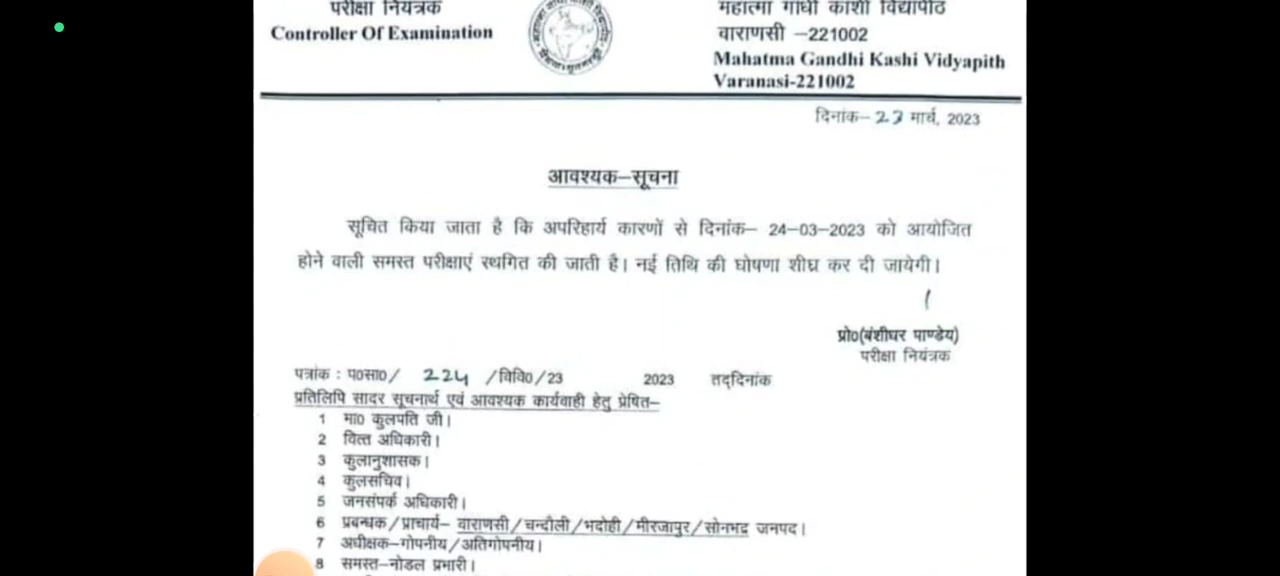 परीक्षा नियंत्रक
Controller Of Examination
महात्मा गांधी काशी विद्यापीठ
वाराणसी –221002
Mahatma Gandhi Kashi Vidyapith
Varanasi-221002
दिनांक– 23 मार्च, 2023
आवश्यक–सूचना
सूचित किया जाता है कि अपरिहार्य कारणों से दिनांक– 24–03–2023 को आयोजित
होने वाली समस्त परीक्षाएं स्थगित की जाती है। नई तिथि की घोषणा शीघ्र कर दी जायेगी।
प्रो0(बंशीधर पाण्डेय)
परीक्षा नियंत्रक
पत्रांक : प0सा0/ 224 /विवि0/23 2023 तद्दिनांक
प्रतिलिपि सादर सूचनार्थ एवं आवश्यक कार्यवाही हेतु प्रेषित–
1 मा0 कुलपति जी।
2 वित्त अधिकारी।
3 कुलानुशासक।
4 कुलसचिव।
5 जनसंपर्क अधिकारी।
6 प्रबन्धक/प्राचार्य– वाराणसी/चन्दौली/भदोही/मीरजापुर/सोनभद्र जनपद।
7 अधीक्षक–गोपनीय/अतिगोपनीय।
8 समस्त–नोडल प्रभारी।